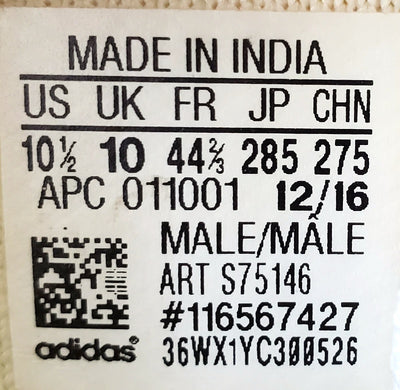 MADE IN INDIA
US UK FR JP CHN
10½ 10 44⅔ 285 275
APC 011001 12/16
MALE/MÂLE
ART S75146
#116567427
adidas® 36WX1YC300526